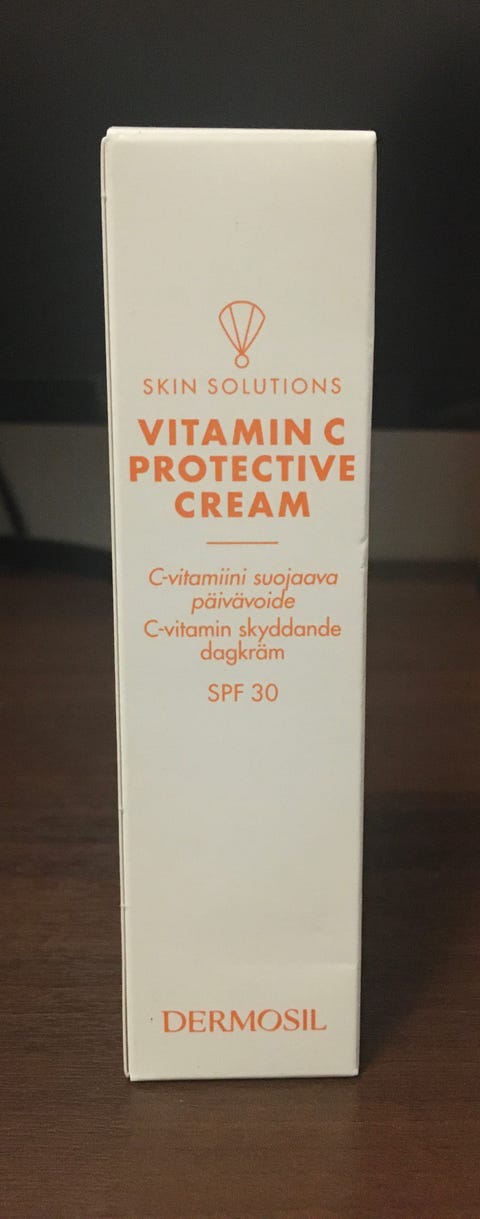 SKIN SOLUTIONS
VITAMIN C
PROTECTIVE
CREAM
C-vitamiini suojaava
päivävoide
C-vitamin skyddande
dagkräm
SPF 30
DERMOSIL